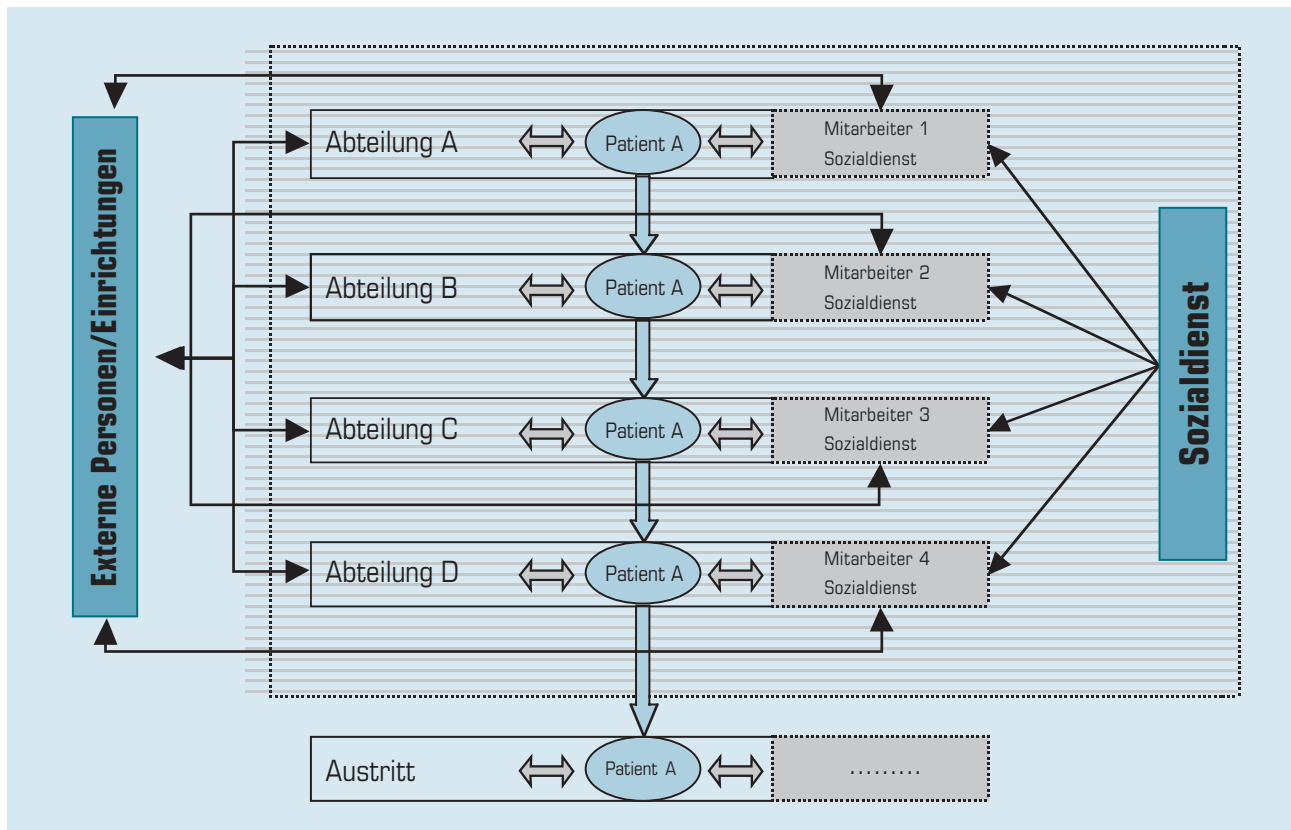 Externe Personen/Einrichtungen
Abteilung A
Patient A
Mitarbeiter 1
Sozialdienst
Abteilung B
Patient A
Mitarbeiter 2
Sozialdienst
Abteilung C
Patient A
Mitarbeiter 3
Sozialdienst
Abteilung D
Patient A
Mitarbeiter 4
Sozialdienst
Sozialdienst
Austritt
Patient A
.........